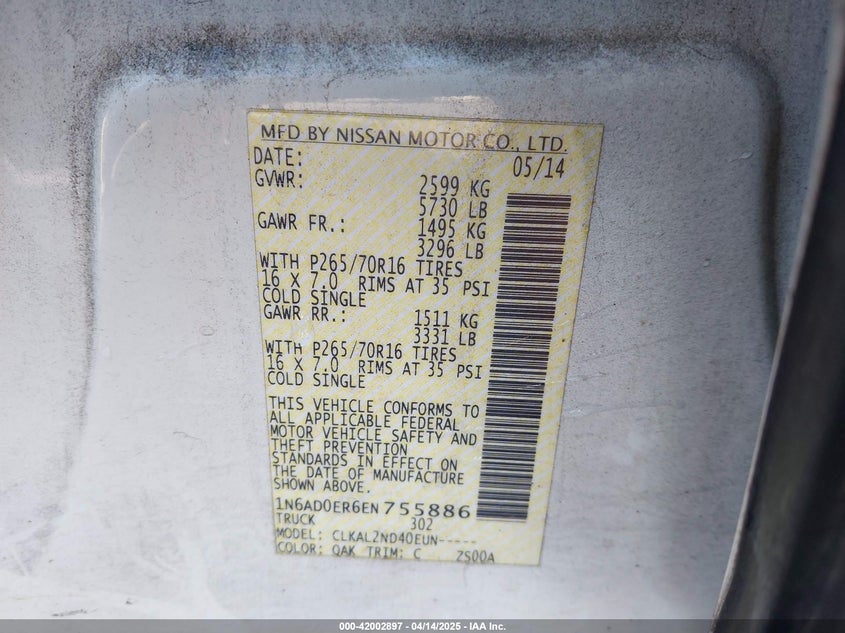 MFD BY NISSAN MOTOR CO., LTD.
DATE: 05/14
GVWR: 2599 KG
5730 LB
GAWR FR.: 1495 KG
3296 LB
WITH P265/70R16 TIRES
16 X 7.0 RIMS AT 35 PSI
COLD SINGLE
GAWR RR.: 1511 KG
3331 LB
WITH P265/70R16 TIRES
16 X 7.0 RIMS AT 35 PSI
COLD SINGLE
THIS VEHICLE CONFORMS TO
ALL APPLICABLE FEDERAL
MOTOR VEHICLE SAFETY AND
THEFT PREVENTION
STANDARDS IN EFFECT ON
THE DATE OF MANUFACTURE
SHOWN ABOVE.
1N6AD0ER6EN755886
TRUCK 302
MODEL: CLKALZND40EUN-----
COLOR: QAK TRIM: C ZS00A
000-42002897 - 04/14/2025 - IAA Inc.